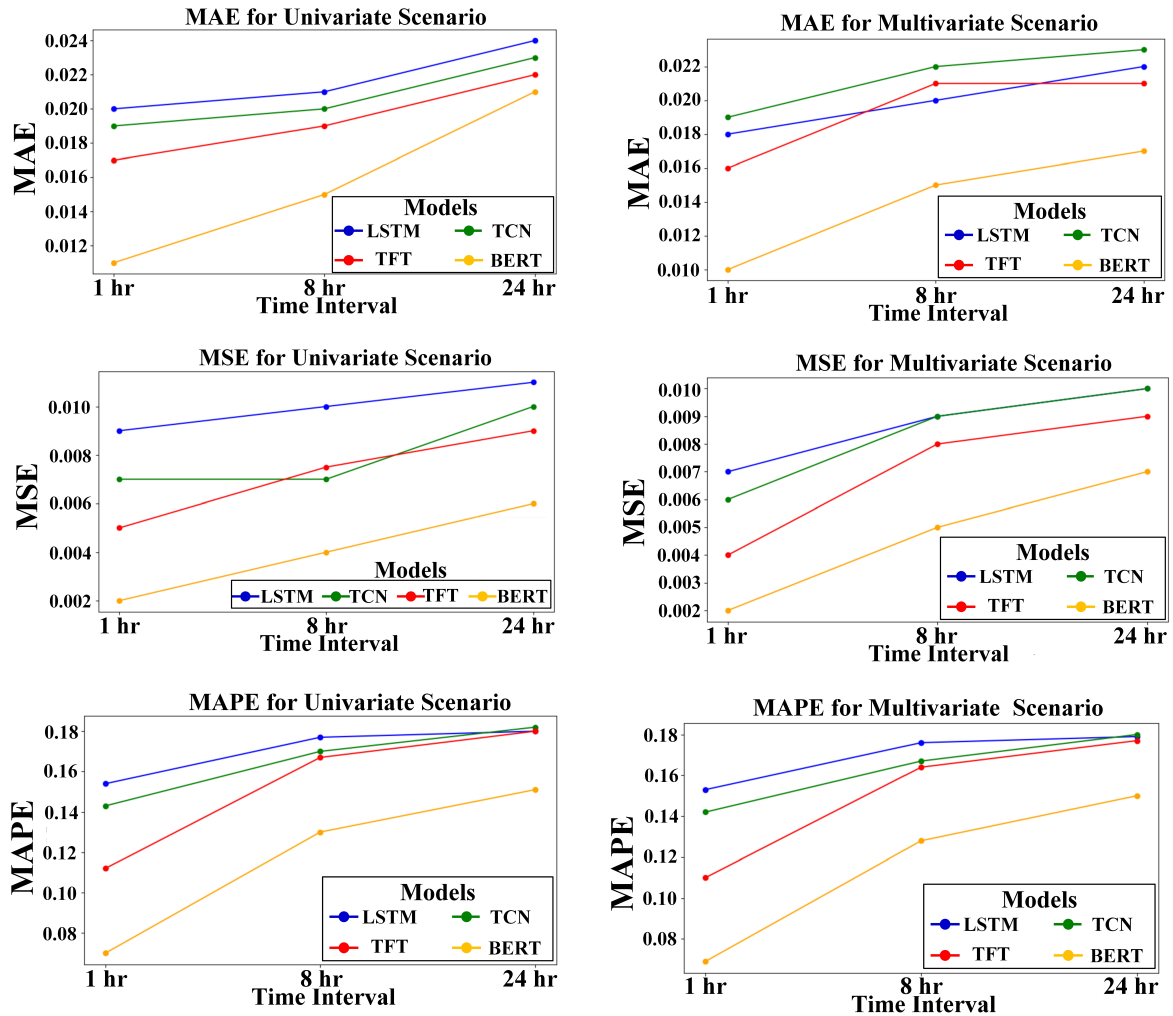 MAE for Univariate Scenario
0.024
0.022
0.020
0.018
0.016
0.014
0.012
MAE
Models
LSTM TCN
TFT BERT
1 hr 8 hr 24 hr
Time Interval
MAE for Multivariate Scenario
0.022
0.020
0.018
0.016
0.014
0.012
0.010
MAE
Models
LSTM TCN
TFT BERT
1 hr 8 hr 24 hr
Time Interval
MSE for Univariate Scenario
0.010
0.008
0.006
0.004
0.002
MSE
Models
LSTM TCN TFT BERT
1 hr 8 hr 24 hr
Time Interval
MSE for Multivariate Scenario
0.010
0.009
0.008
0.007
0.006
0.005
0.004
0.003
0.002
MSE
Models
LSTM TCN
TFT BERT
1 hr 8 hr 24 hr
Time Interval
MAPE for Univariate Scenario
0.18
0.16
0.14
0.12
0.10
0.08
MAPE
Models
LSTM TCN
TFT BERT
1 hr 8 hr 24 hr
Time Interval
MAPE for Multivariate Scenario
0.18
0.16
0.14
0.12
0.10
0.08
MAPE
Models
LSTM TCN
TFT BERT
1 hr 8 hr 24 hr
Time Interval